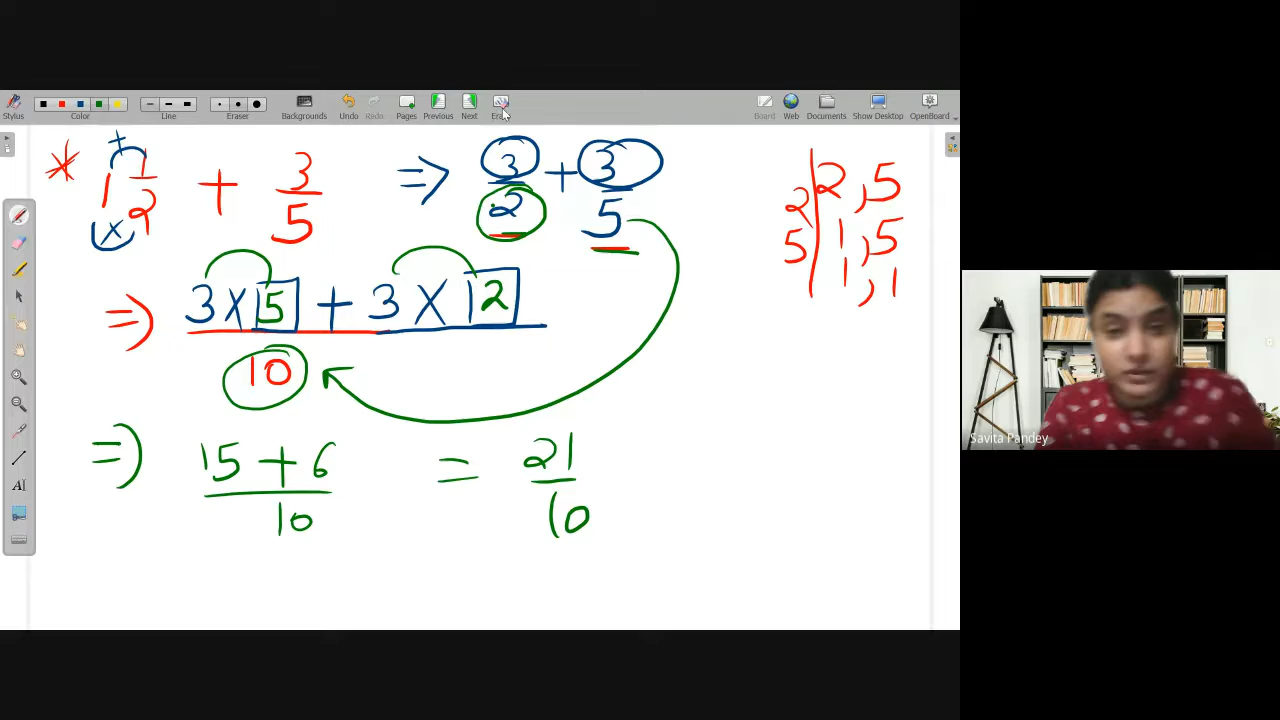 Stylus Color Line Eraser Backgrounds Undo Redo Pages Previous Next Board Web Documents Show Desktop OpenBoard
* 1 1/2 + 3/5 ⇒ 3/2 + 3/5
+
×
2 | 2, 5
5 | 1, 5
| 1, 1
⇒ 3 × 5 + 3 × 2
10
⇒ 15 + 6 / 10 = 21/10
Savita Pandey